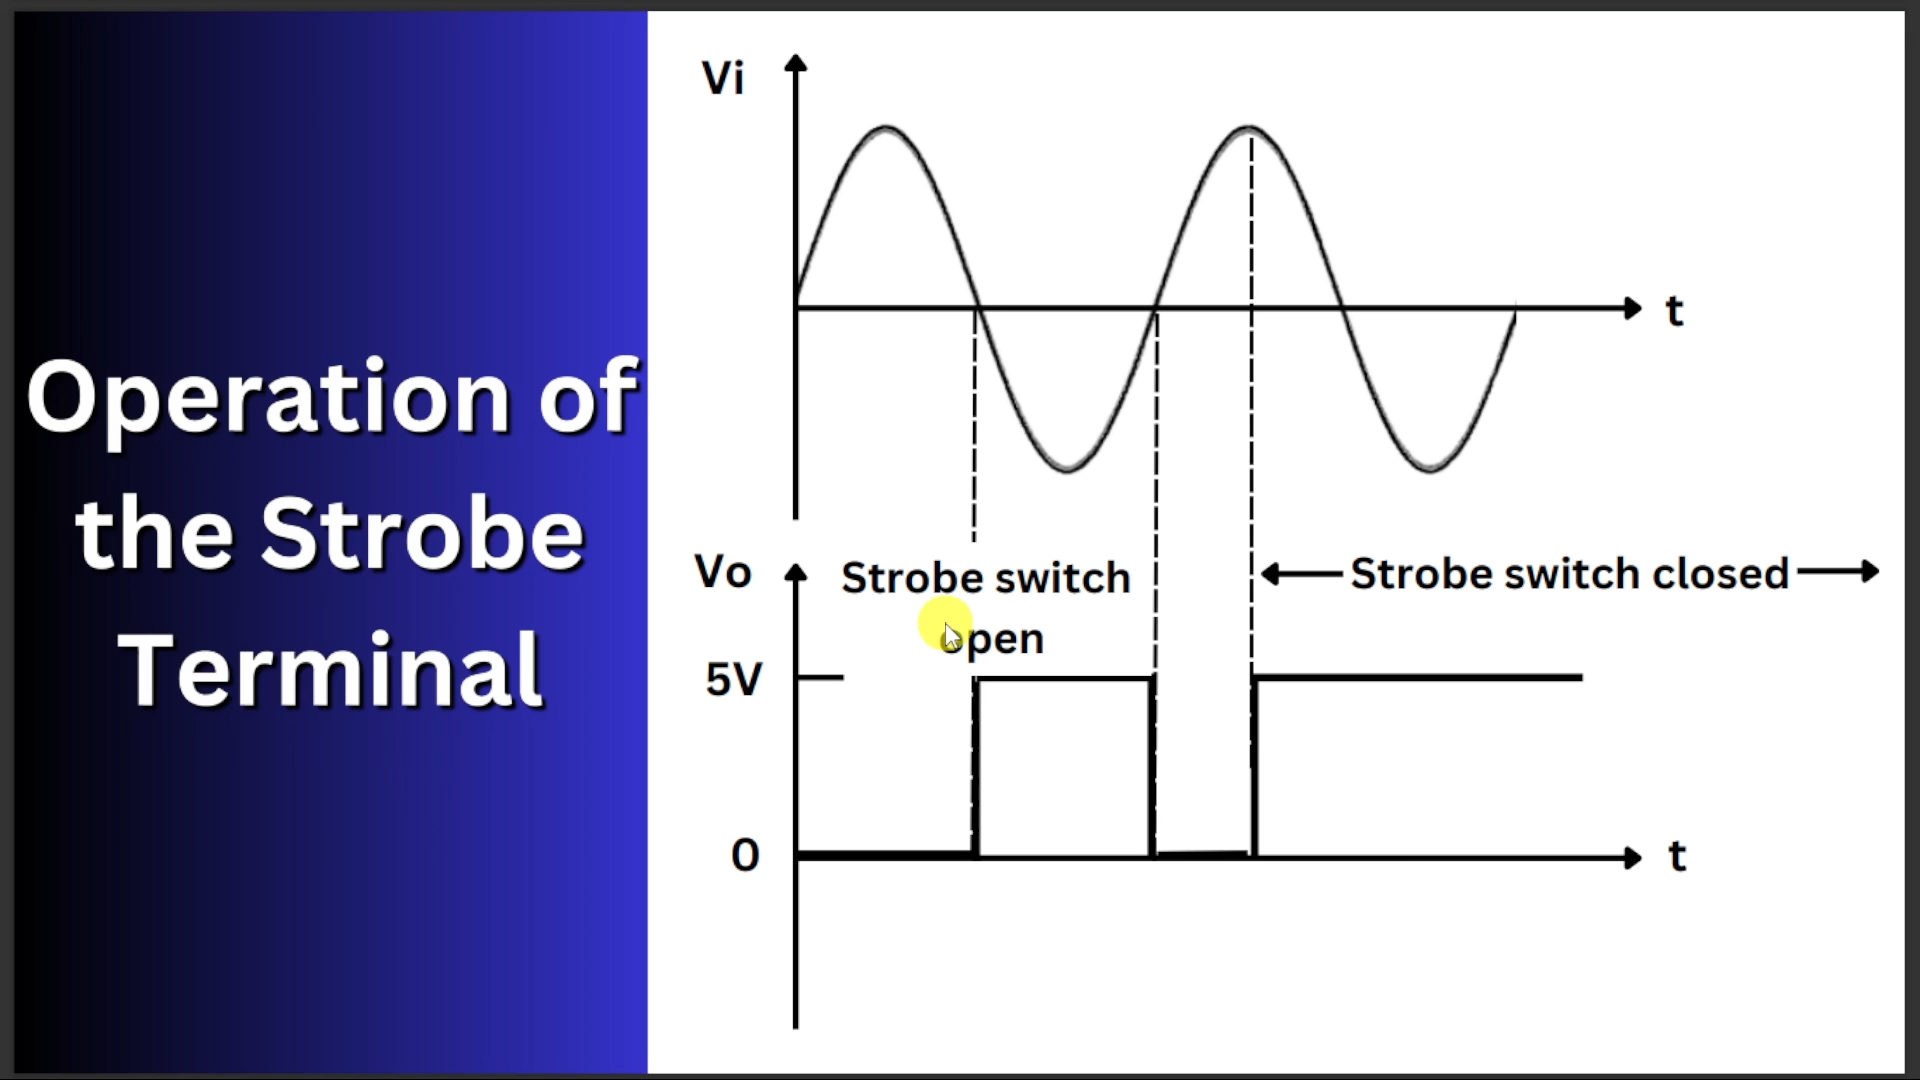 Operation of
the Strobe
Terminal
Vi
t
Vo
Strobe switch
open
Strobe switch closed
5V
0
t